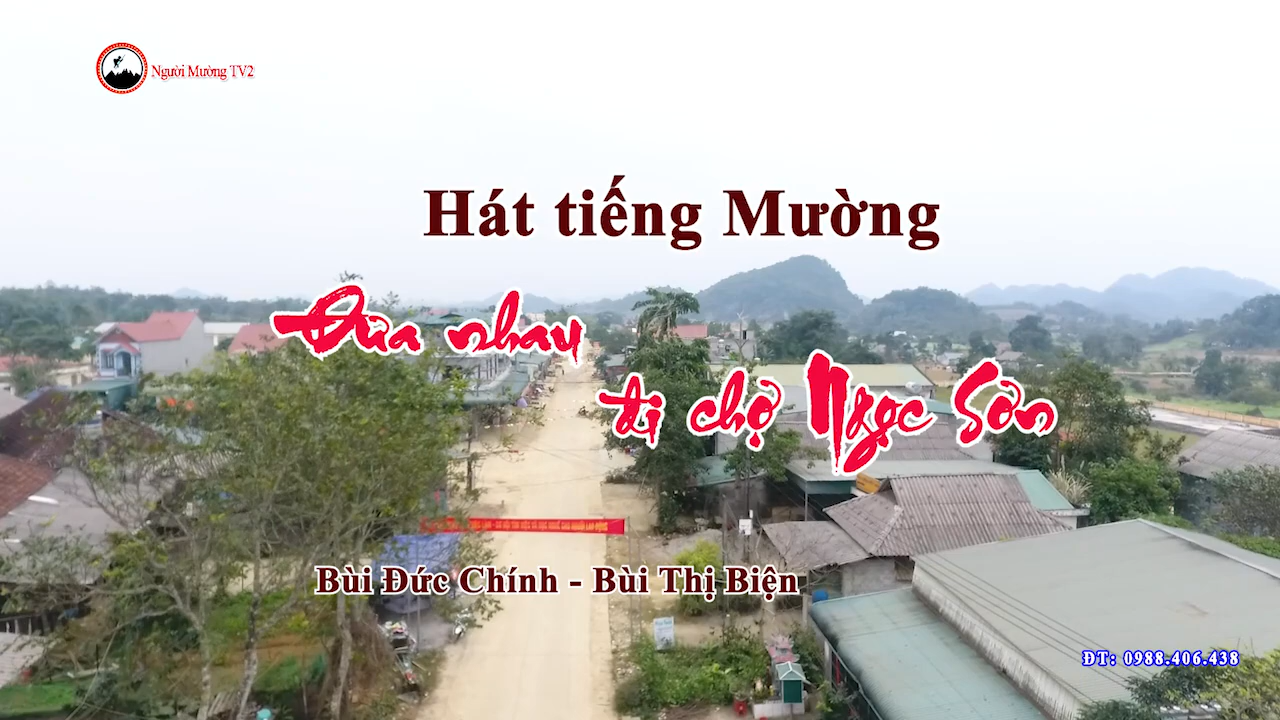 Người Mường TV2
Hát tiếng Mường
Đưa nhau
đi chợ Ngọc Sơn
Bùi Đức Chính - Bùi Thị Biện
ĐT: 0988.406.438